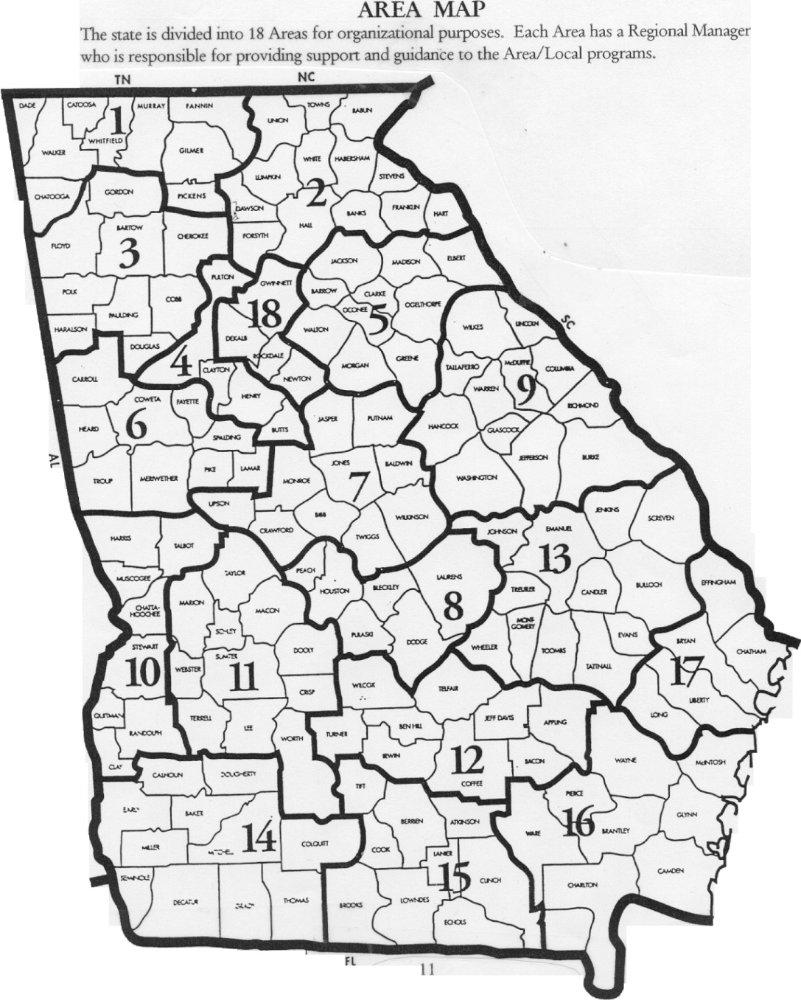 AREA MAP
The state is divided into 18 Areas for organizational purposes. Each Area has a Regional Manager
who is responsible for providing support and guidance to the Area/Local programs.
TN
NC
DADE
CATOOSA
1
MURRAY
FANNIN
WHITFIELD
WALKER
GILMER
CHATOOGA
GORDON
PICKENS
UNION
TOWNS
RABUN
WHITE
HABERSHAM
LUMPKIN
STEVENS
2
DAWSON
BANKS
FRANKLIN
HART
HALL
FORSYTH
FLOYD
BARTOW
3
CHEROKEE
POLK
COBB
PAULDING
HARALSON
DOUGLAS
FULTON
4
CLAYTON
HENRY
BUTTS
GWINNETT
18
DEKALB
ROCKDALE
NEWTON
JACKSON
MADISON
ELBERT
BARROW
CLARKE
OCONEE
OGELTHORPE
5
WALTON
MORGAN
GREENE
SC
WILKES
LINCOLN
TALLAFERRO
McDUFFIE
COLUMBIA
WARREN
9
RICHMOND
HANCOCK
GLASCOCK
JEFFERSON
BURKE
WASHINGTON
CARROLL
COWETA
FAYETTE
HEARD
6
SPALDING
AL
TROUP
MERIWETHER
PIKE
LAMAR
JASPER
PUTNAM
MONROE
JONES
BALDWIN
7
UPSON
CRAWFORD
BIBB
TWIGGS
WILKINSON
JENKINS
SCREVEN
JOHNSON
EMANUEL
13
TREUTLER
CANDLER
BULLOCH
MONT-
GOMERY
WHEELER
TOOMBS
EVANS
TATTNALL
HARRIS
TALBOT
MUSCOGEE
CHATTA-
HOOCHEE
STEWART
10
QUITMAN
RANDOLPH
CLAY
TAYLOR
MARION
MACON
SCHLEY
SUMTER
WEBSTER
11
DOOLY
CRISP
TERRELL
LEE
WORTH
PEACH
HOUSTON
BLECKLEY
LAURENS
8
PULASKI
DODGE
EFFINGHAM
BRYAN
CHATHAM
17
LIBERTY
LONG
WILCOX
TELFAIR
TURNER
BEN HILL
JEFF DAVIS
APPLING
IRWIN
12
BACON
COFFEE
TIFT
WAYNE
McINTOSH
PIERCE
WARE
16
BRANTLEY
GLYNN
CHARLTON
CAMDEN
CALHOUN
DOUGHERTY
EARLY
BAKER
14
MILLER
COLQUITT
SEMINOLE
DECATUR
THOMAS
BERRIEN
ATKINSON
COOK
LANIER
15
CLINCH
BROOKS
LOWNDES
ECHOLS
FL
11